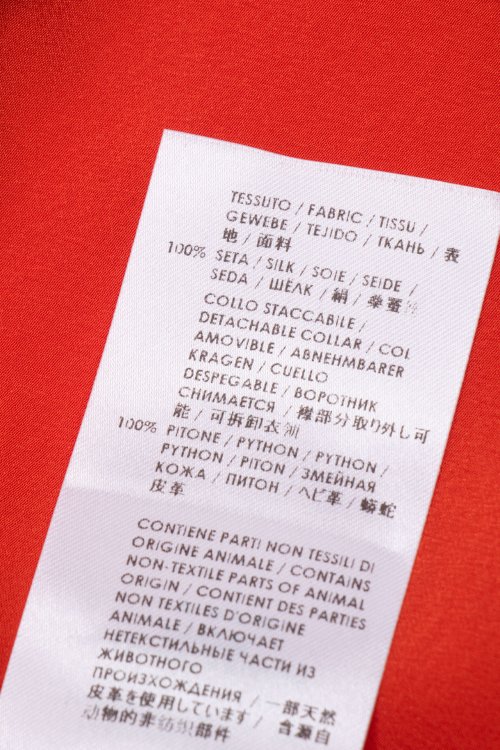 TESSUTO / FABRIC / TISSU /
GEWEBE / TEJIDO / ТКАНЬ / 表
地 / 面料
100% SETA / SILK / SOIE / SEIDE /
SEDA / ШЁЛК / 絹 /
COLLO STACCABILE /
DETACHABLE COLLAR / COL
AMOVIBLE / ABNEHMBARER
KRAGEN / CUELLO
DESPEGABLE / ВОРОТНИК
СНИМАЕТСЯ / 襟部分取り外し可
能 / 可拆卸衣领
100% PITONE / PYTHON / PYTHON /
PYTHON / PITON / ЗМЕИНАЯ
КОЖА / ПИТОН / ヘビ革 / 蟒蛇
皮革
CONTIENE PARTI NON TESSILI DI
ORIGINE ANIMALE / CONTAINS
NON-TEXTILE PARTS OF ANIMAL
ORIGIN / CONTIENT DES PARTIES
NON TEXTILES D'ORIGINE
ANIMALE / ВКЛЮЧАЕТ
НЕТЕКСТИЛЬНЫЕ ЧАСТИ ИЗ
ЖИВОТНОГО
ПРОИЗХОЖДЕНИЯ / 一部天然
皮革を使用しています / 含源自
动物的非纺织部件